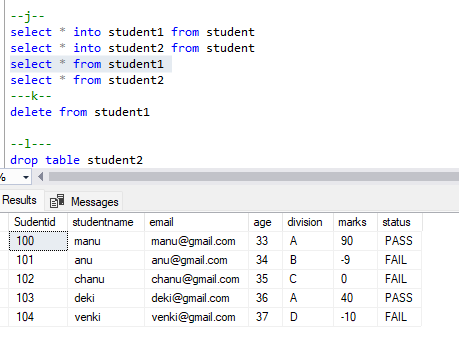 --j--
select * into student1 from student
select * into student2 from student
select * from student1
select * from student2
---k--
delete from student1
--l---
drop table student2
%
Results Messages
Sudentid studentname email age division marks status
100 manu manu@gmail.com 33 A 90 PASS
101 anu anu@gmail.com 34 B -9 FAIL
102 chanu chanu@gmail.com 35 C 0 FAIL
103 deki deki@gmail.com 36 A 40 PASS
104 venki venki@gmail.com 37 D -10 FAIL